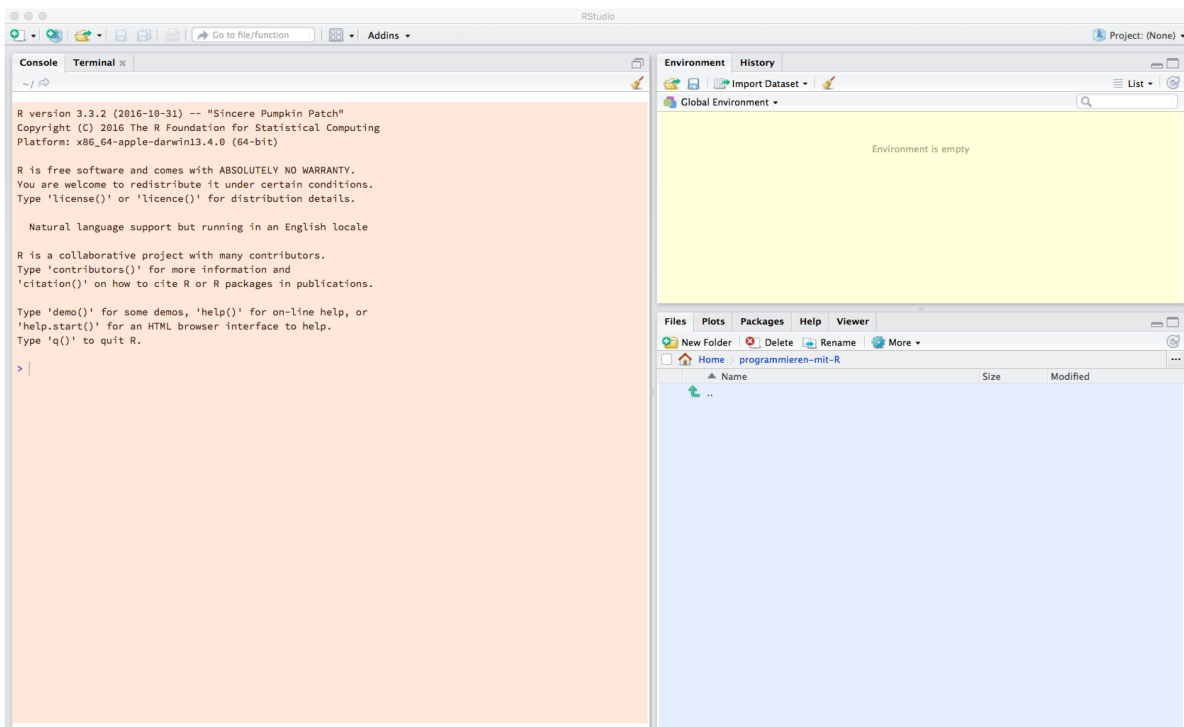 RStudio
Go to file/function
Addins
Project: (None)
Console Terminal
~/
R version 3.3.2 (2016-10-31) -- "Sincere Pumpkin Patch"
Copyright (C) 2016 The R Foundation for Statistical Computing
Platform: x86_64-apple-darwin13.4.0 (64-bit)
R is free software and comes with ABSOLUTELY NO WARRANTY.
You are welcome to redistribute it under certain conditions.
Type 'license()' or 'licence()' for distribution details.
Natural language support but running in an English locale
R is a collaborative project with many contributors.
Type 'contributors()' for more information and
'citation()' on how to cite R or R packages in publications.
Type 'demo()' for some demos, 'help()' for on-line help, or
'help.start()' for an HTML browser interface to help.
Type 'q()' to quit R.
>
Environment History
Import Dataset List
Global Environment
Environment is empty
Files Plots Packages Help Viewer
New Folder Delete Rename More
Home programmieren-mit-R ...
Name Size Modified
..